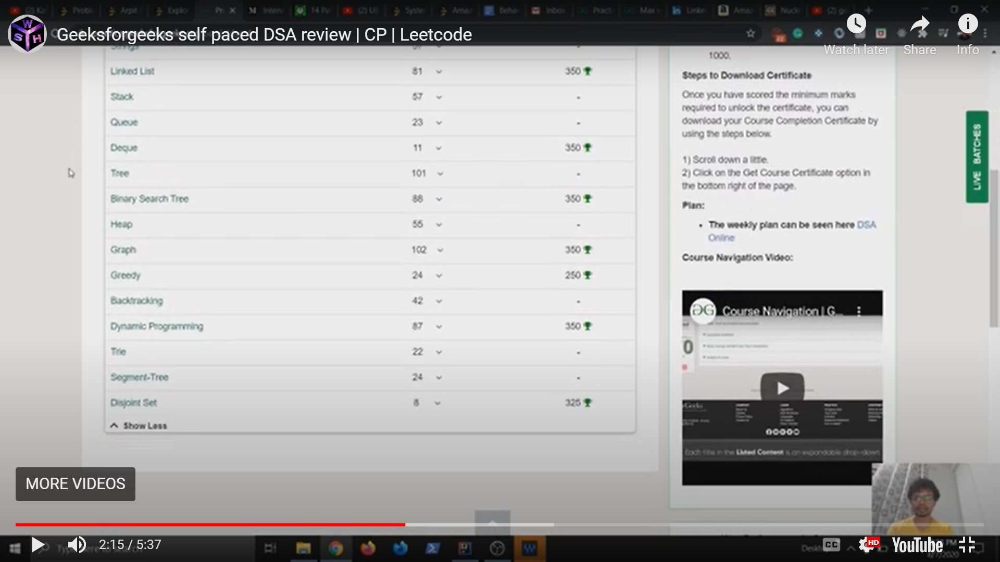 Geeksforgeeks self paced DSA review | CP | Leetcode
Watch later
Share
Info
Linked List 81 350
Stack 57 -
Queue 23 -
Deque 11 350
Tree 101 -
Binary Search Tree 88 350
Heap 55 -
Graph 102 350
Greedy 24 250
Backtracking 42 -
Dynamic Programming 87 350
Trie 22 -
Segment-Tree 24 -
Disjoint Set 8 325
Show Less
1000.
Steps to Download Certificate
Once you have scored the minimum marks
required to unlock the certificate, you can
download your Course Completion Certificate by
using the steps below.
1) Scroll down a little.
2) Click on the Get Course Certificate option in
the bottom right of the page.
Plan:
• The weekly plan can be seen here DSA
Online
Course Navigation Video:
Course Navigation | G...
Each title in the Listed Content is an expandable drop-down
LIVE BATCHES
MORE VIDEOS
2:15 / 5:37
CC
HD
YouTube